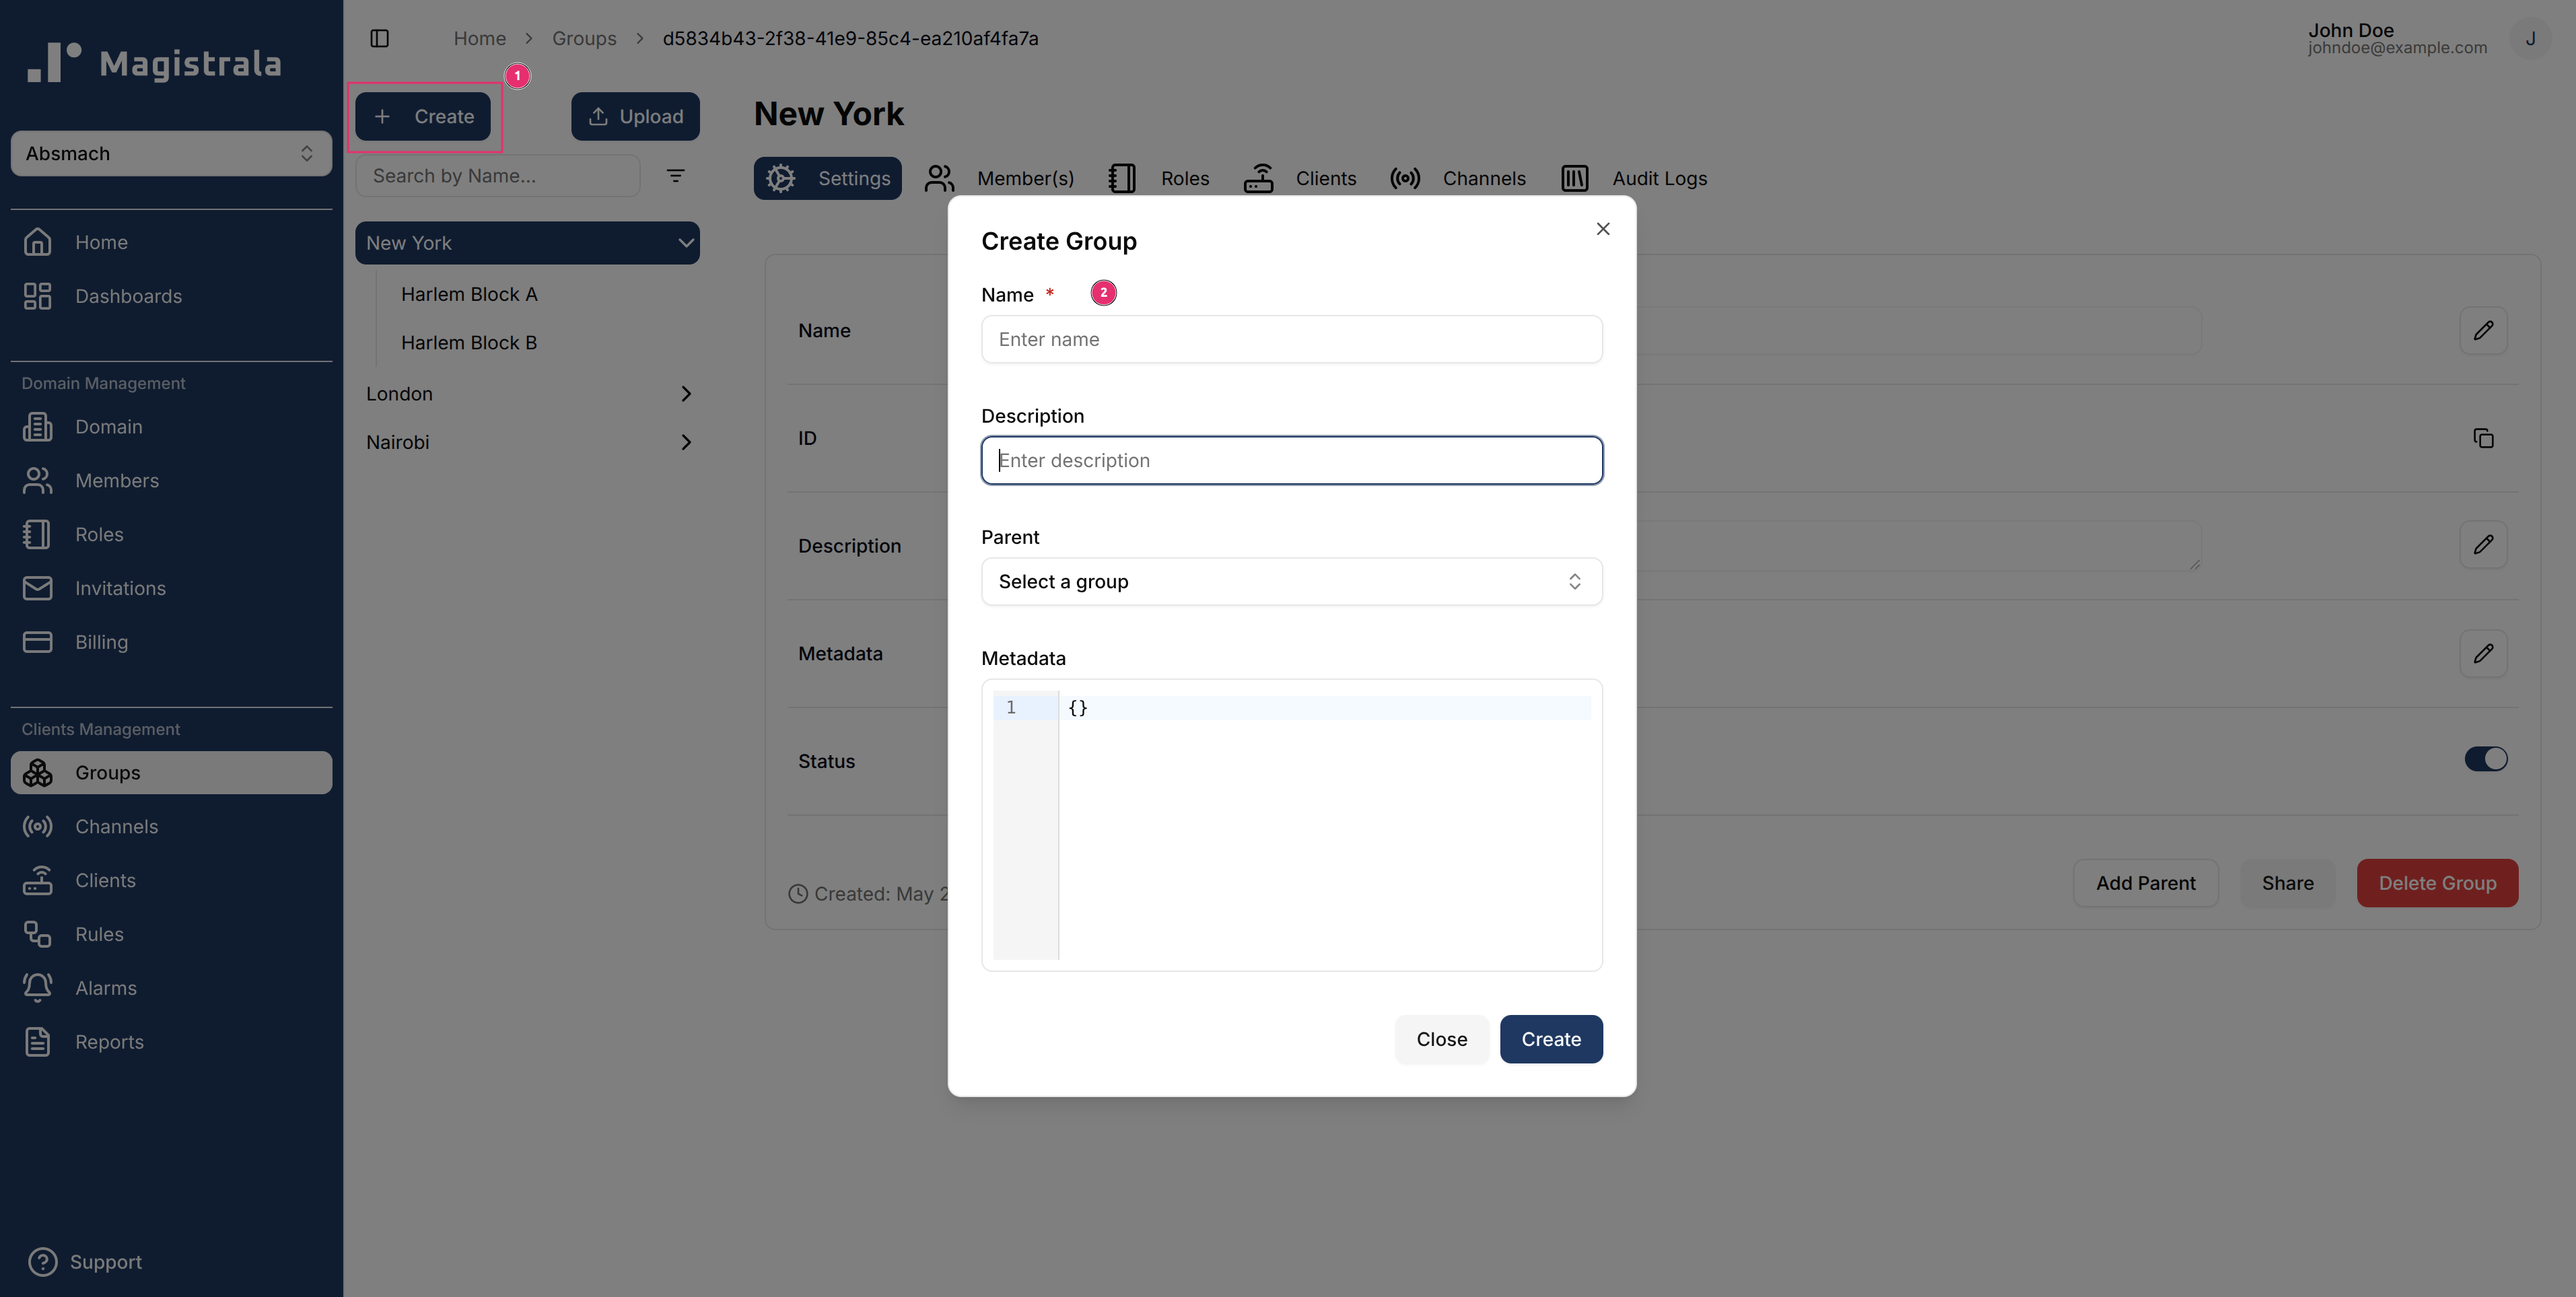 Magistrala
Absmach
Home
Dashboards
Domain Management
Domain
Members
Roles
Invitations
Billing
Clients Management
Groups
Channels
Clients
Rules
Alarms
Reports
Support
Home > Groups > d5834b43-2f38-41e9-85c4-ea210af4fa7a
John Doe
johndoe@example.com
J
1
+ Create
Upload
Search by Name...
New York
Harlem Block A
Harlem Block B
London
Nairobi
New York
Settings Member(s) Roles Clients Channels Audit Logs
Name
ID
Description
Metadata
Status
Created: May 2
Add Parent Share Delete Group
Create Group
Name * 2
Enter name
Description
Enter description
Parent
Select a group
Metadata
1 {}
Close Create